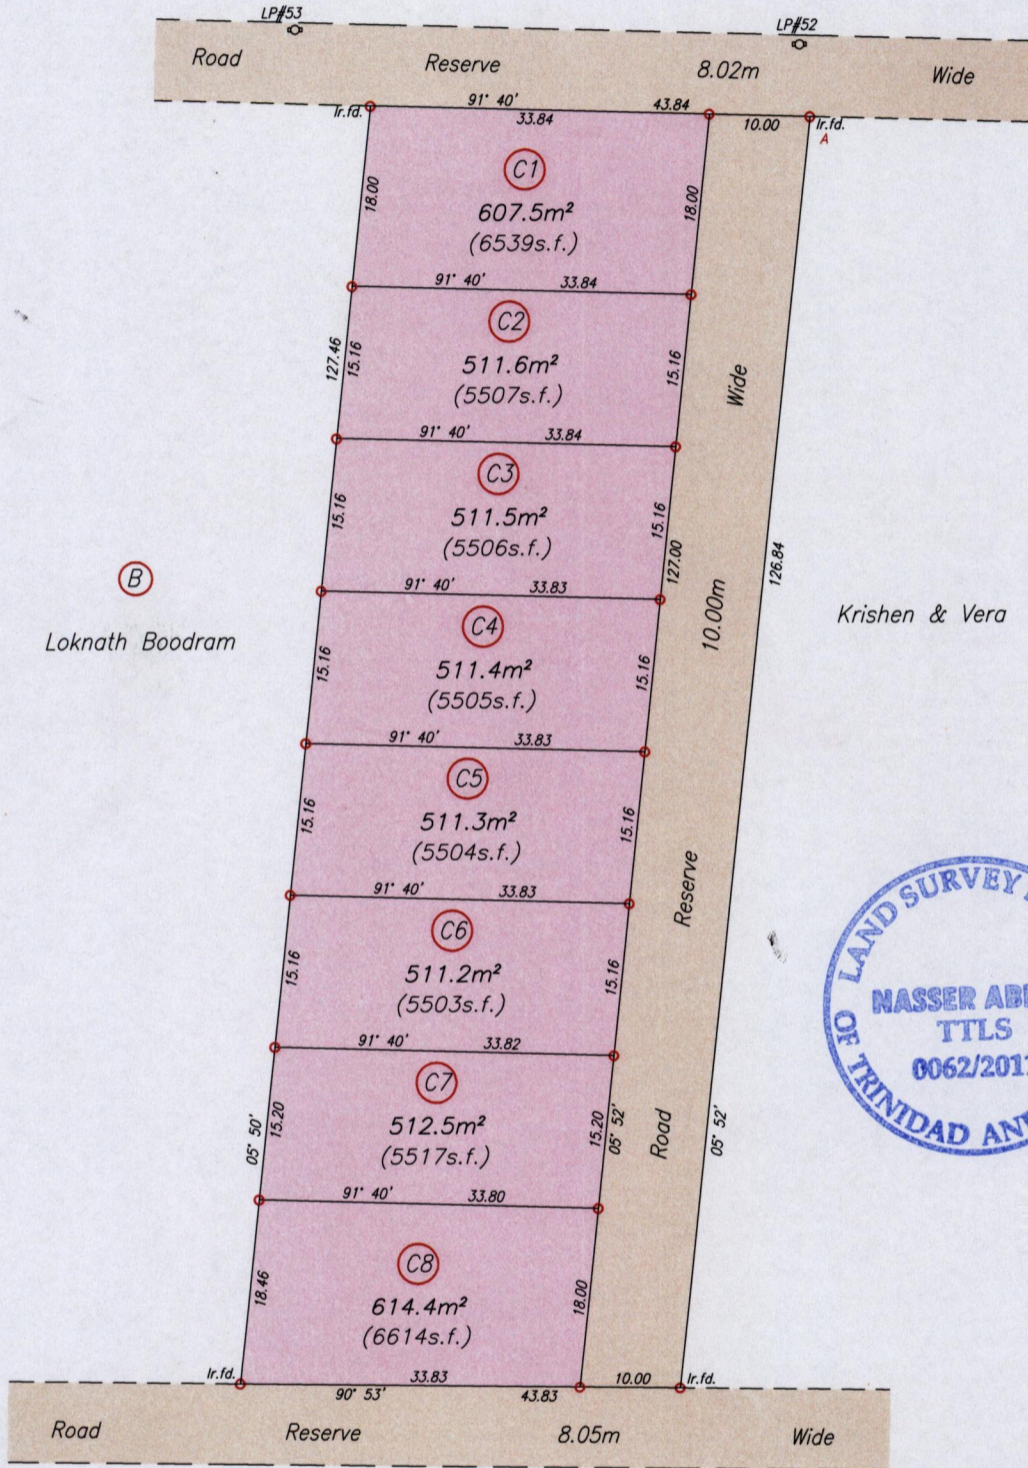 LP#53
LP#52
Road Reserve 8.02m Wide
Ir.fd.
91° 40'
33.84
43.84
10.00
Ir.fd.
A
18.00
C1
607.5m²
(6539s.f.)
18.00
91° 40' 33.84
127.46
15.16
C2
511.6m²
(5507s.f.)
15.16
91° 40' 33.84
15.16
C3
511.5m²
(5506s.f.)
15.16
127.00
91° 40' 33.83
15.16
C4
511.4m²
(5505s.f.)
15.16
91° 40' 33.83
15.16
C5
511.3m²
(5504s.f.)
15.16
91° 40' 33.83
15.16
C6
511.2m²
(5503s.f.)
15.16
91° 40' 33.82
05° 50'
15.20
C7
512.5m²
(5517s.f.)
15.20
05° 52'
91° 40' 33.80
18.46
C8
614.4m²
(6614s.f.)
18.00
Ir.fd.
33.83
90° 53'
43.83
10.00
Ir.fd.
Road Reserve 10.00m Wide
126.84
05° 52'
B
Loknath Boodram
Krishen & Vera
LAND SURVEY
NASSER
TTLS
0062/201
OF TRINIDAD
Road Reserve 8.05m Wide